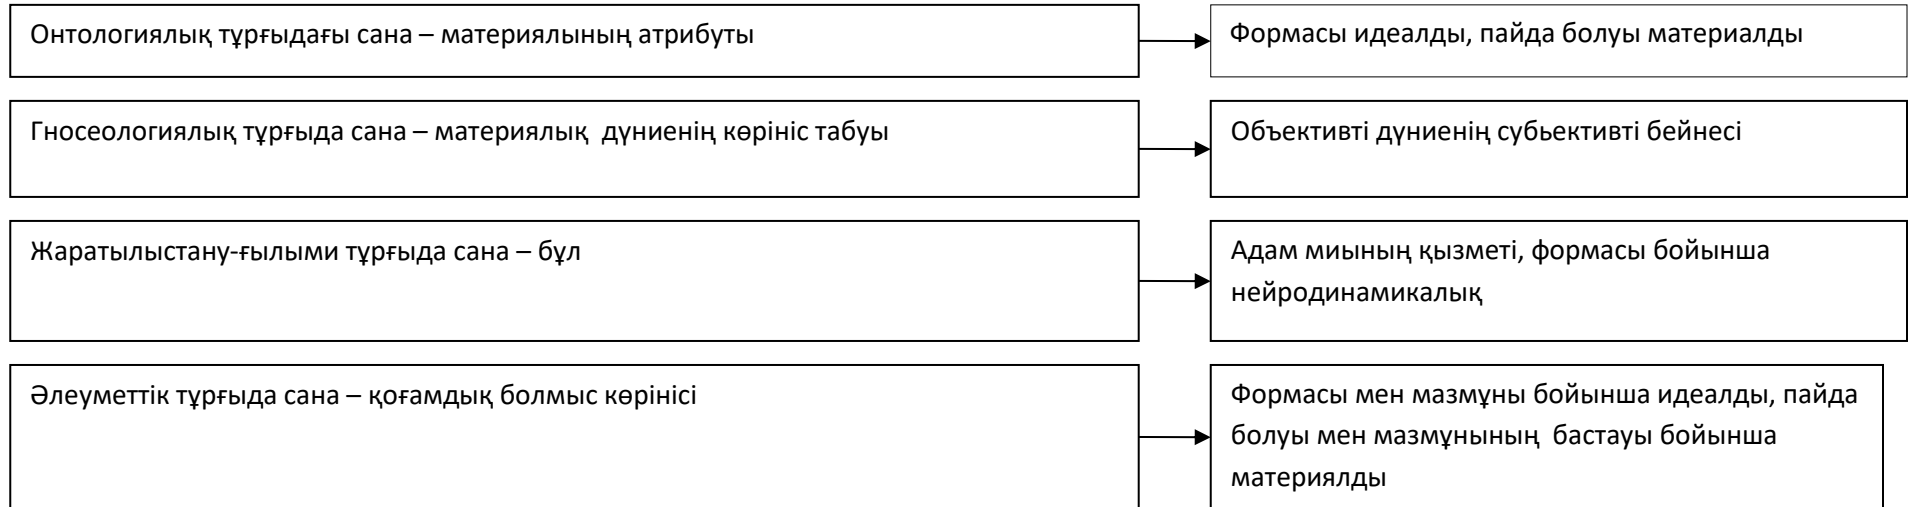 Онтологиялық тұрғыдағы сана – материялының атрибуты
Формасы идеалды, пайда болуы материалды
Гносеологиялық тұрғыда сана – материялық  дүниенің көрініс табуы
Объективті дүниенің субьективті бейнесі
Жаратылыстану-ғылыми тұрғыда сана – бұл
Адам миының қызметі, формасы бойынша
нейродинамикалық
Әлеуметтік тұрғыда сана – қоғамдық болмыс көрінісі
Формасы мен мазмұны бойынша идеалды, пайда
болуы мен мазмұнының  бастауы бойынша
материялды